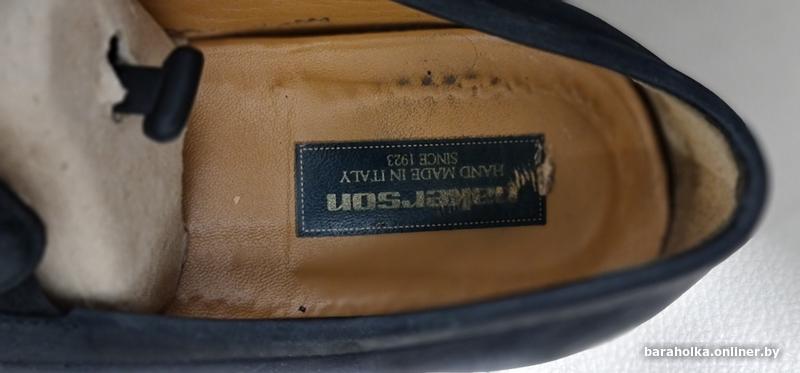 pakerson
HAND MADE IN ITALY
SINCE 1923
baraholka.onliner.by